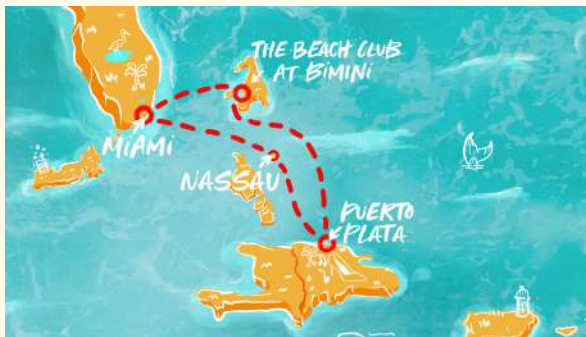 THE BEACH CLUB
AT BIMINI
MIAMI
NASSAU
PUERTO
PLATA